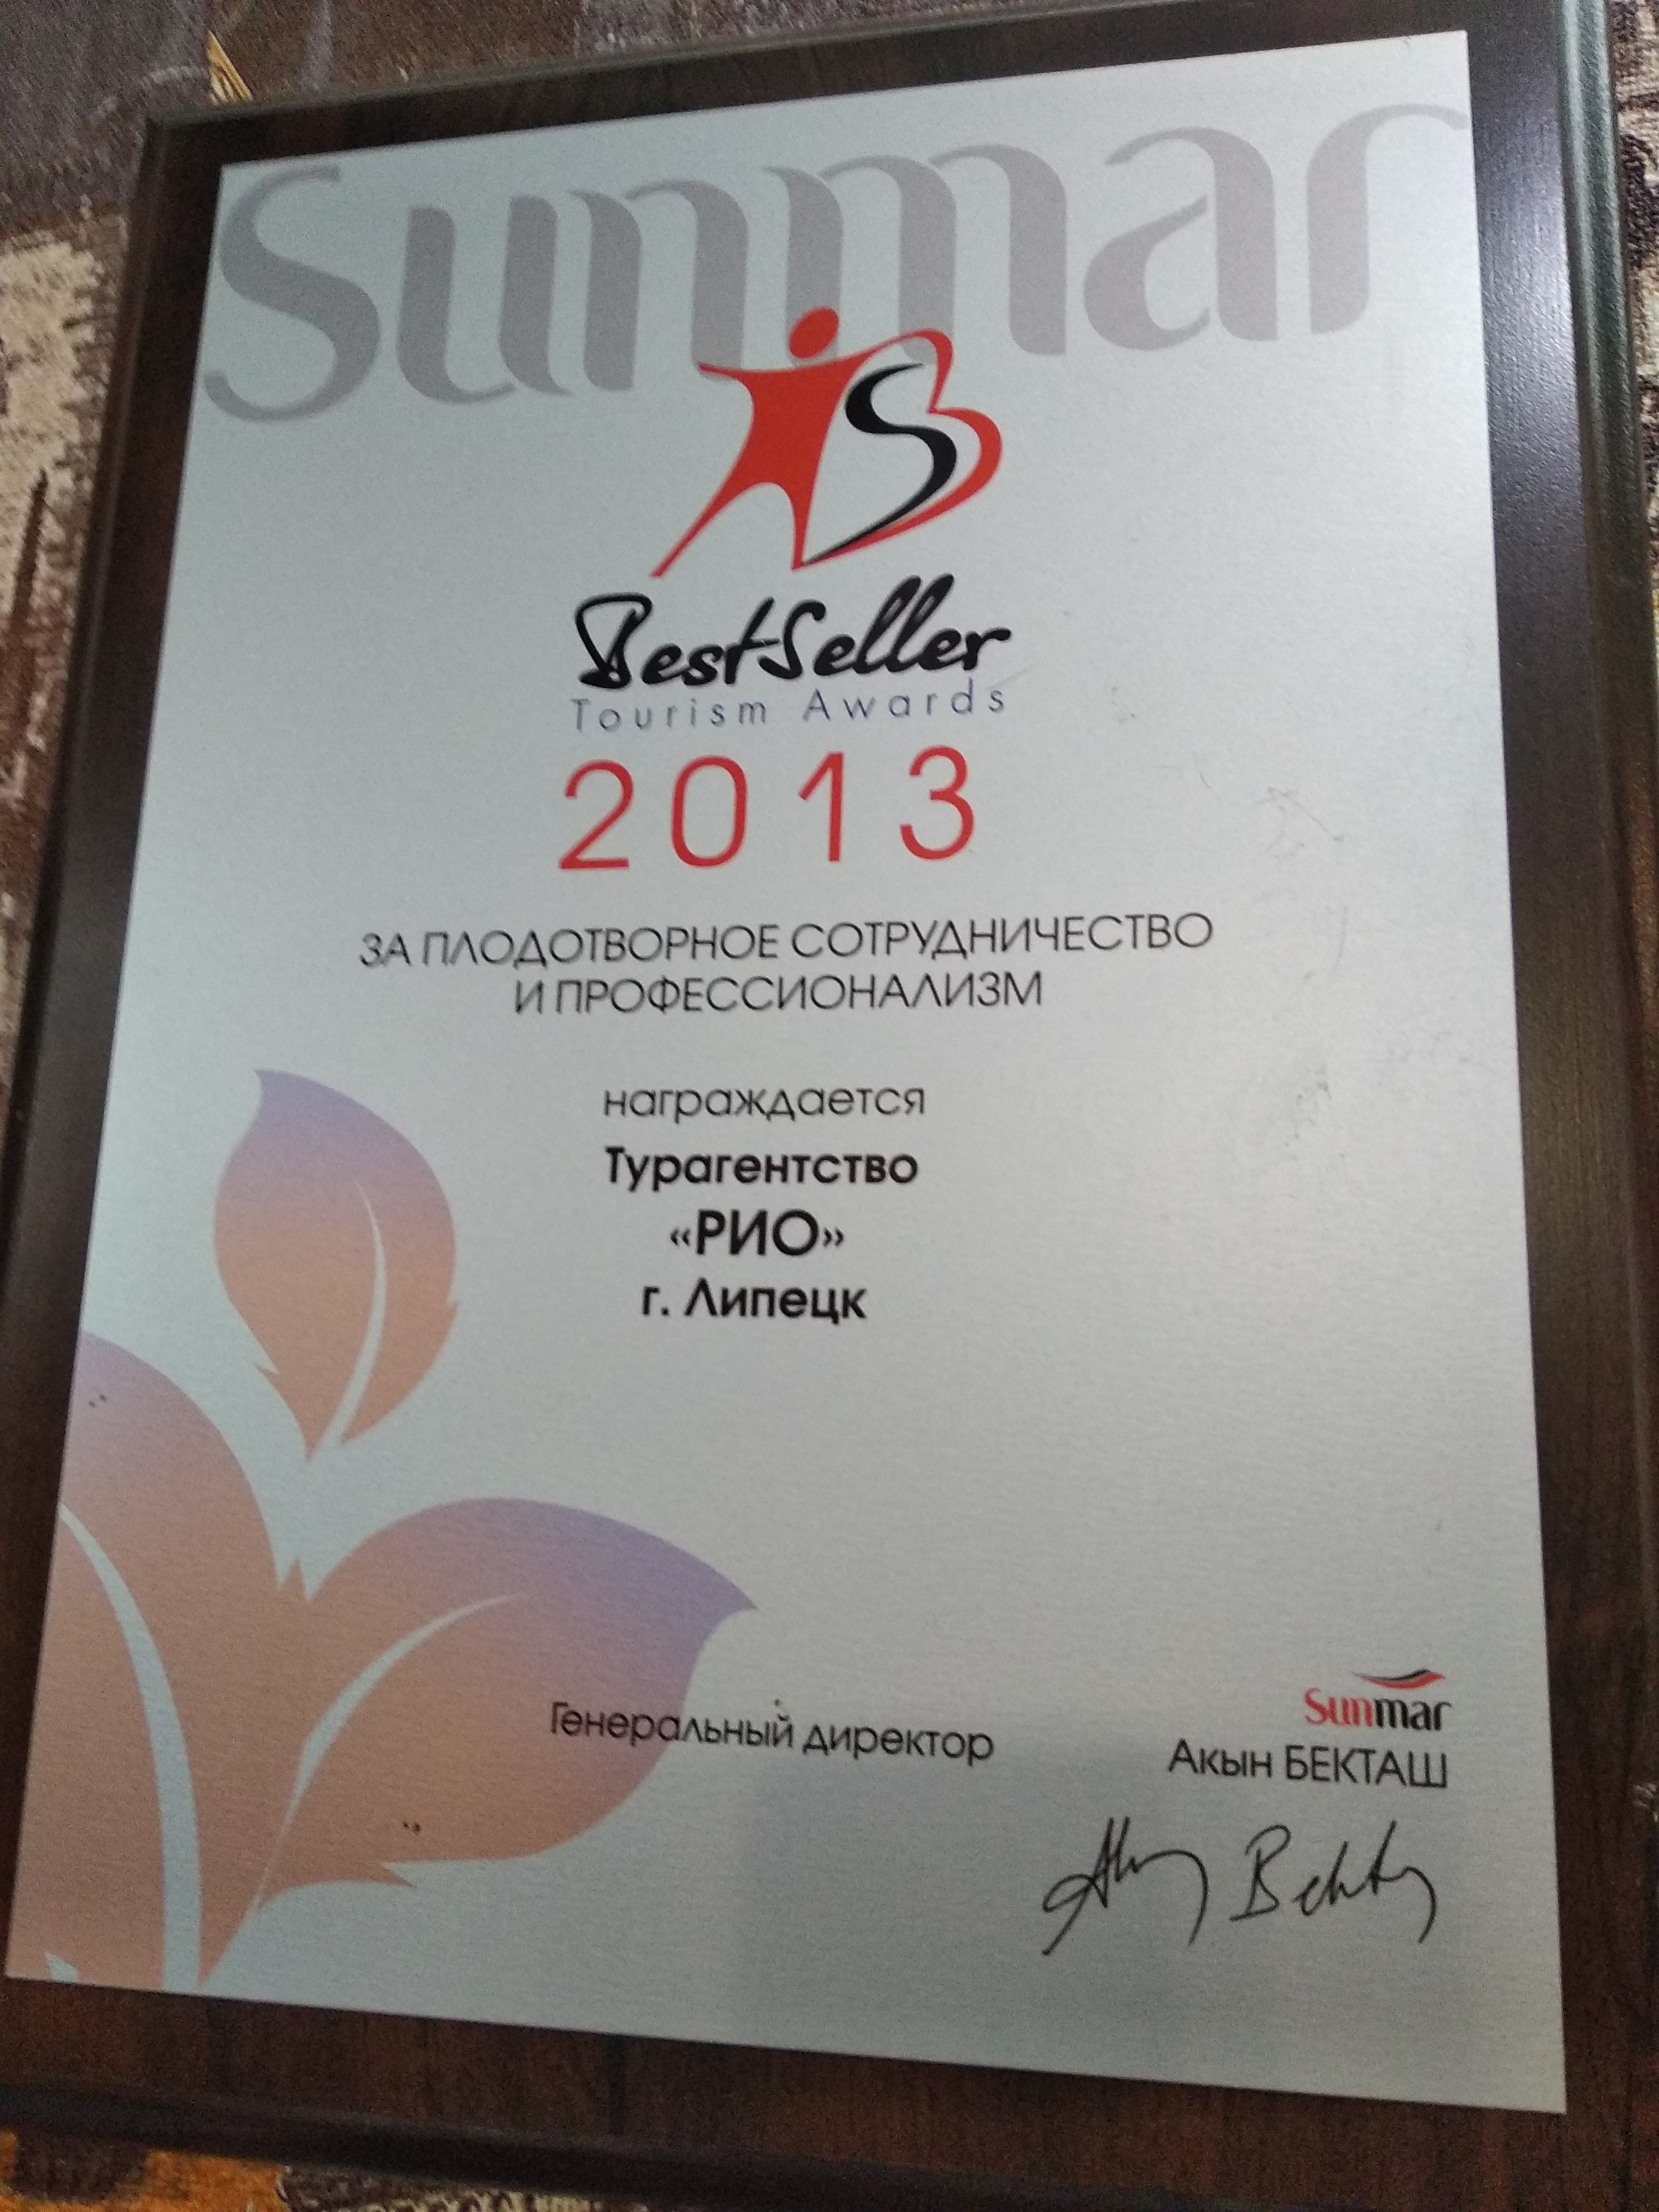 Sunmar
BestSeller
Tourism Awards
2013
ЗА ПЛОДОТВОРНОЕ СОТРУДНИЧЕСТВО
И ПРОФЕССИОНАЛИЗМ
награждается
Турагентство
«РИО»
г. Липецк
Sunmar
Генеральный директор Акын БЕКТАШ